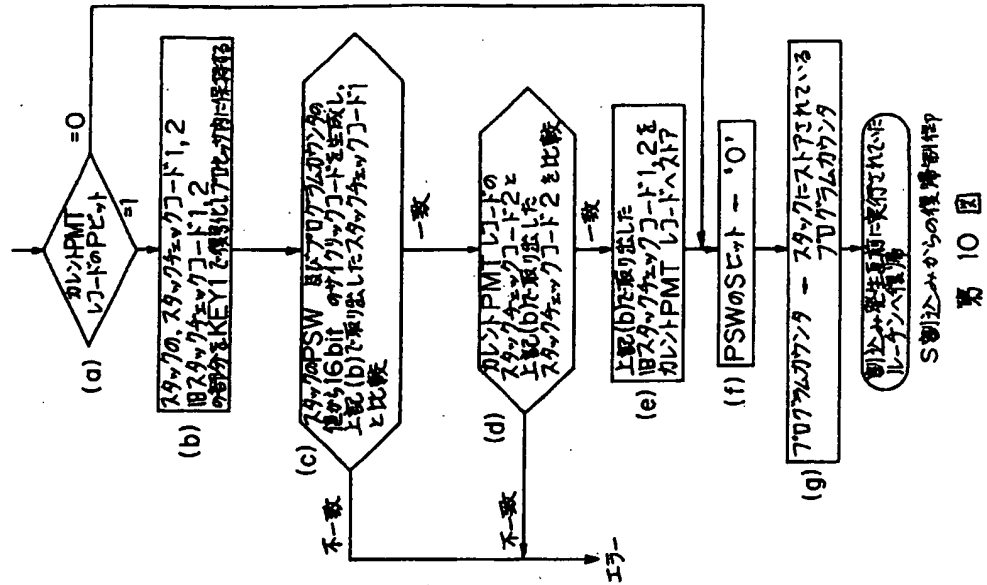 (a)
カレントPMT
レコードのPビット
=0
=1
(b)
スタックの、スタックチェックコード1, 2
旧スタックチェックコード1, 2
の部分をKEY1で復号化しプロセッサ内に保持する
(c)
スタックのPSW 及びプログラムカウンタの
値から16bit のサイクリックコードを生成し、
上記(b)で取り出したスタックチェックコード1
と比較
不一致
一致
(d)
カレントPMT レコードの
スタックチェックコード2と
上記(b)で取り出した
スタックチェックコード2を比較
不一致
一致
エラー
(e)
上記(b)で取り出した
旧スタックチェックコード1, 2を
カレントPMT レコードへストア
(f)
PSWのSビット ← '0'
(g)
プログラムカウンタ ← スタックにストアされている
プログラムカウンタ
割込み発生直前に実行されていた
ルーチンへ復帰
S割込みからの復帰制御
第 10 図